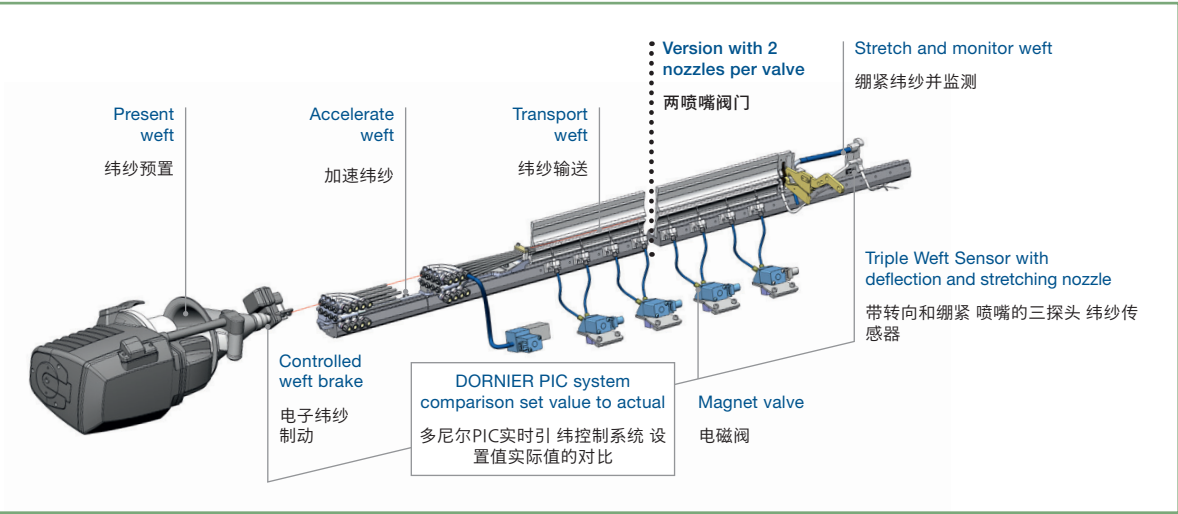 Present
weft
纬纱预置
Accelerate
weft
加速纬纱
Transport
weft
纬纱输送
Version with 2
nozzles per valve
两喷嘴阀门
Stretch and monitor weft
绷紧纬纱并监测
Triple Weft Sensor with
deflection and stretching nozzle
带转向和绷紧 喷嘴的三探头 纬纱传
感器
Controlled
weft brake
电子纬纱
制动
DORNIER PIC system
comparison set value to actual
多尼尔PIC实时引 纬控制系统 设
置值实际值的对比
Magnet valve
电磁阀